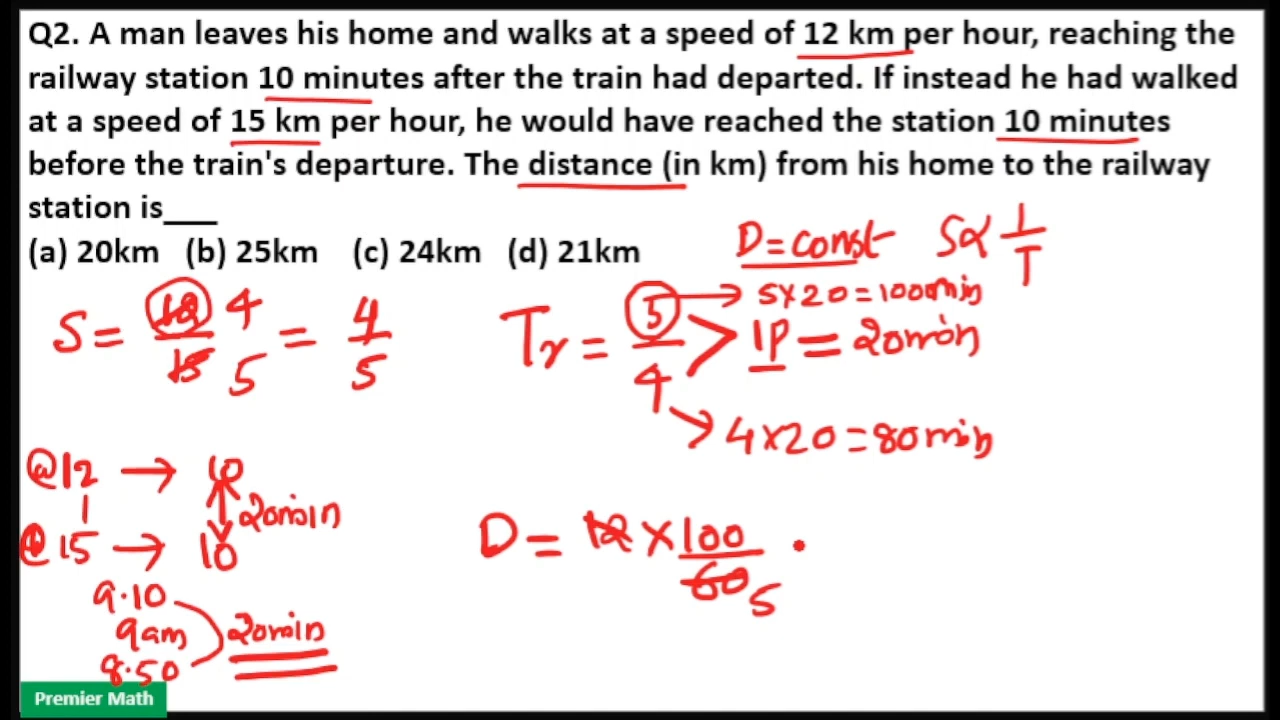 Q2. A man leaves his home and walks at a speed of 12 km per hour, reaching the
railway station 10 minutes after the train had departed. If instead he had walked
at a speed of 15 km per hour, he would have reached the station 10 minutes
before the train's departure. The distance (in km) from his home to the railway
station is___
(a) 20km (b) 25km (c) 24km (d) 21km
D = const S∝ 1/T
S = 12/15 4/5 = 4/5
Tr = 5/4
5×20=100min
1P = 20min
4×20=80min
@12 → 10
20min
@15 → 10
D = 12 × 100/60 5
9.10
9am
8.50
20min
Premier Math